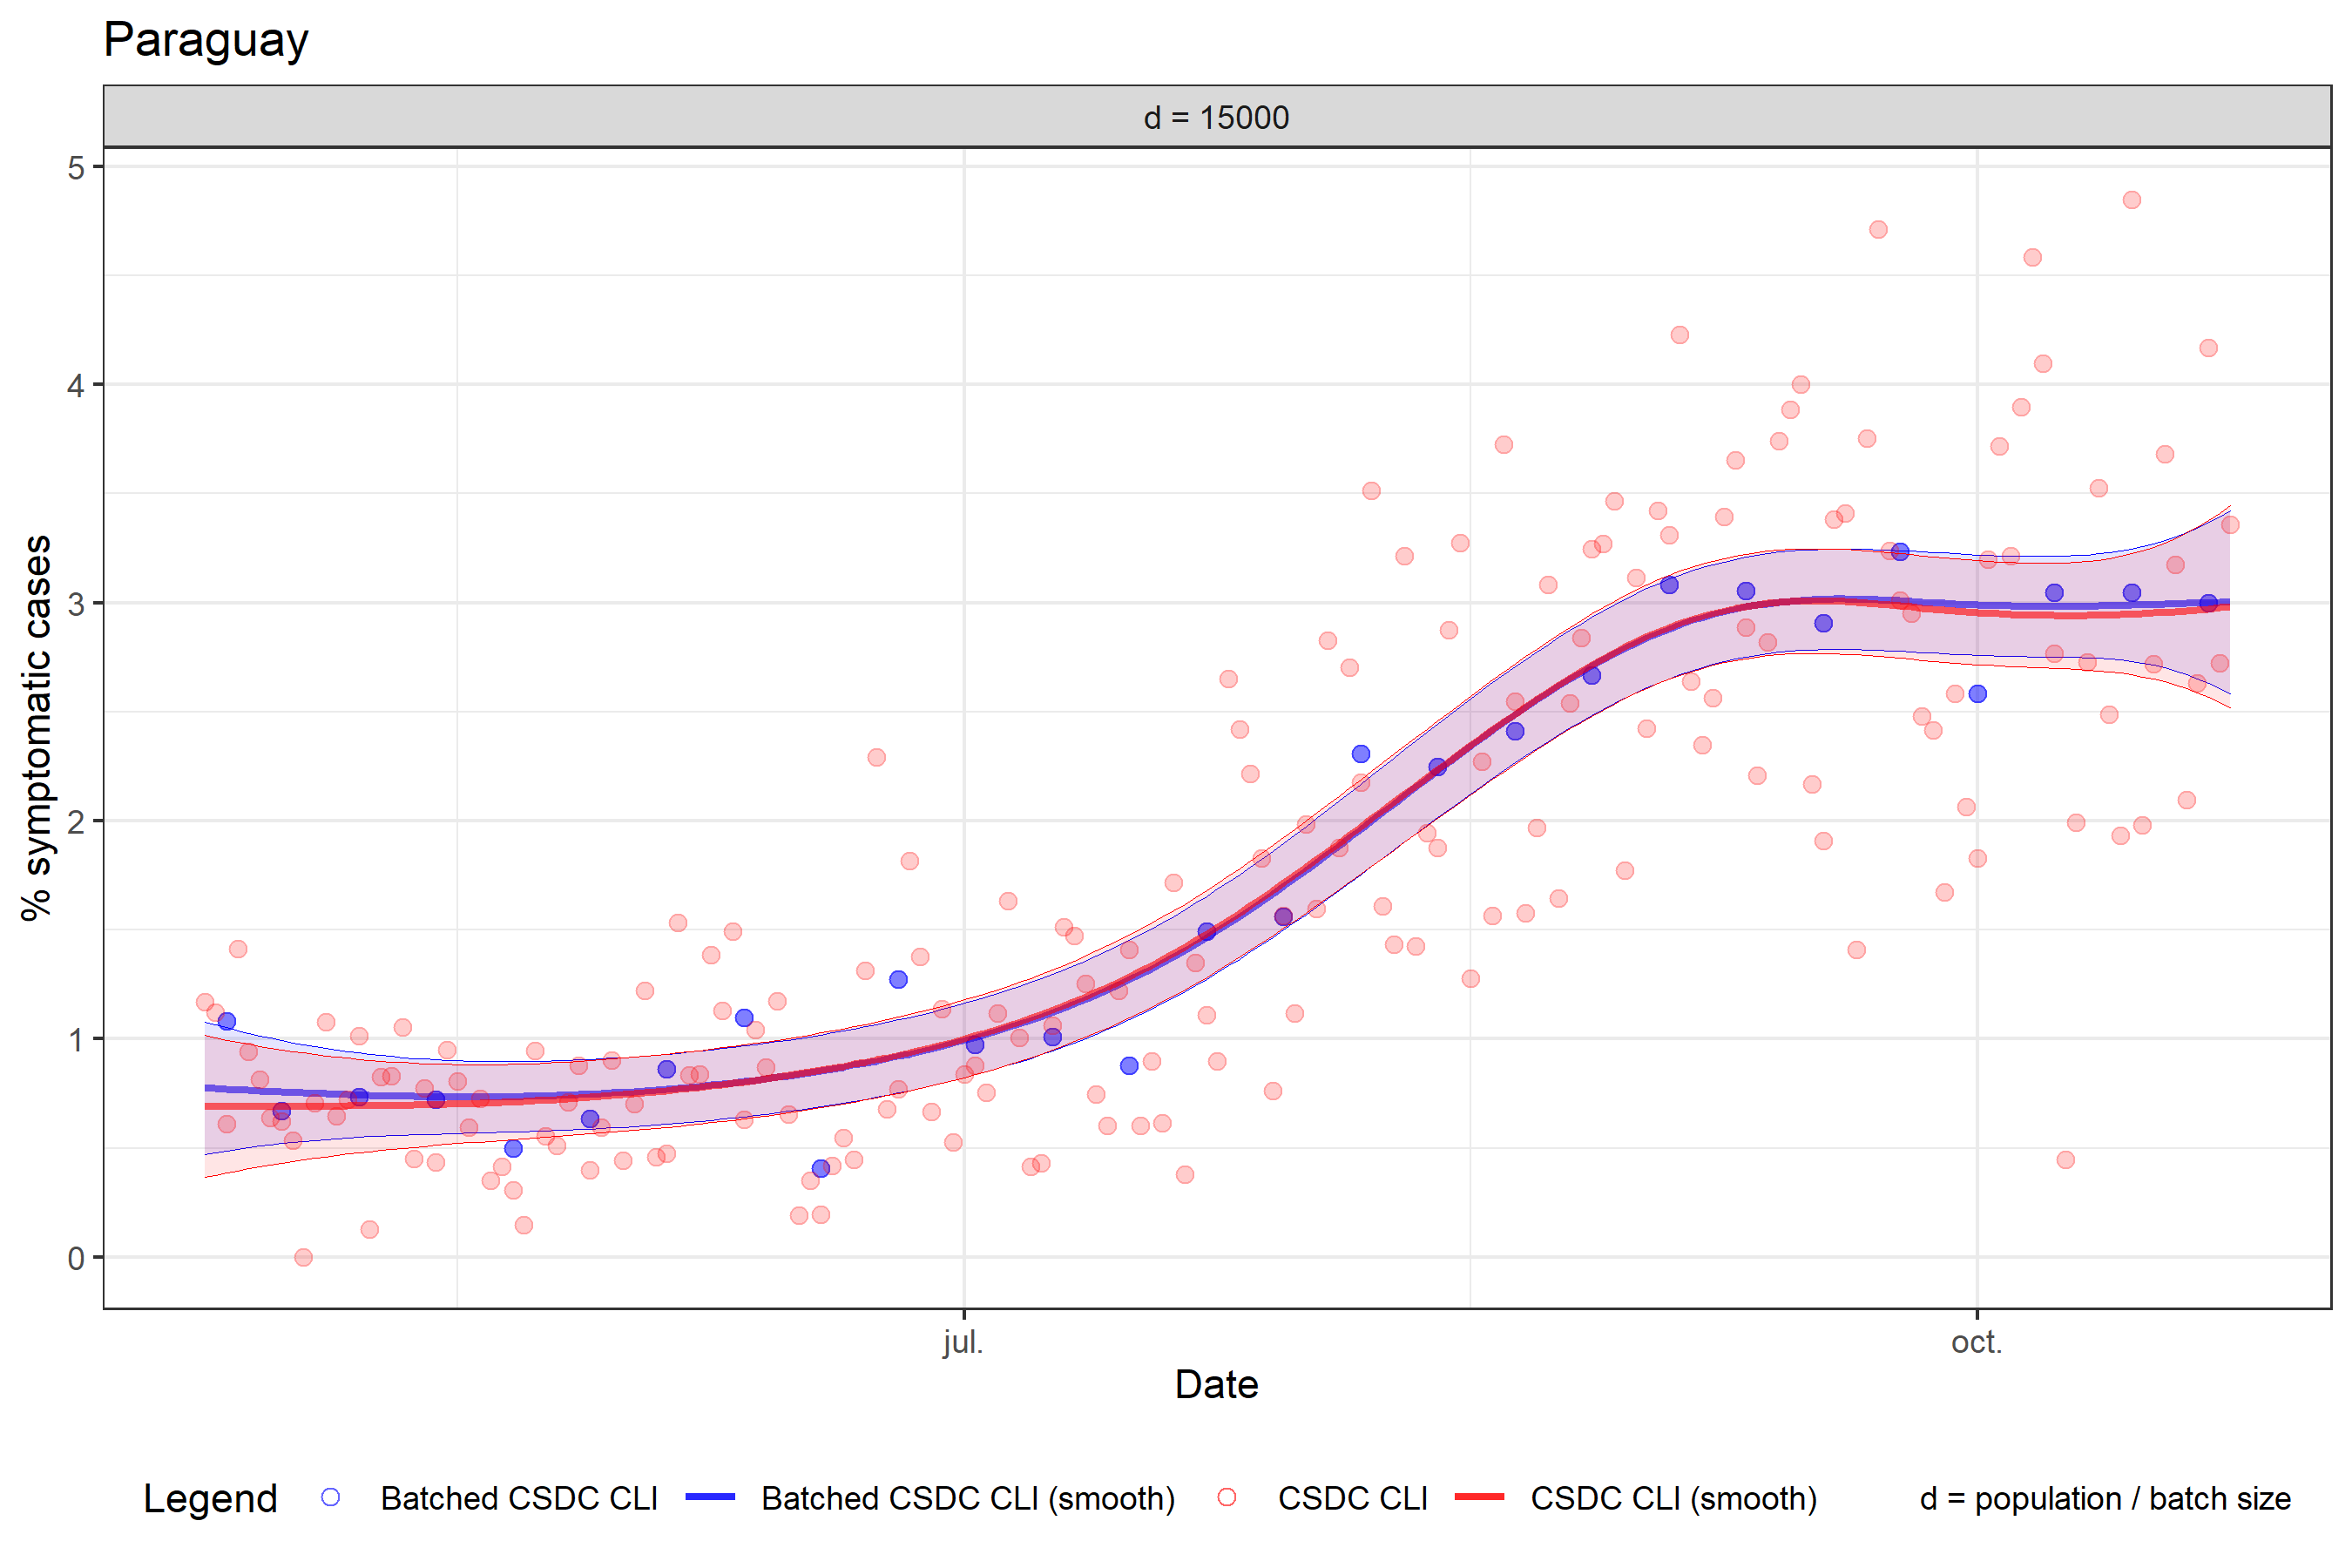 Paraguay
d = 15000
5
4
3
2
1
0
% symptomatic cases
jul.
oct.
Date
Legend
Batched CSDC CLI
Batched CSDC CLI (smooth)
CSDC CLI
CSDC CLI (smooth)
d = population / batch size